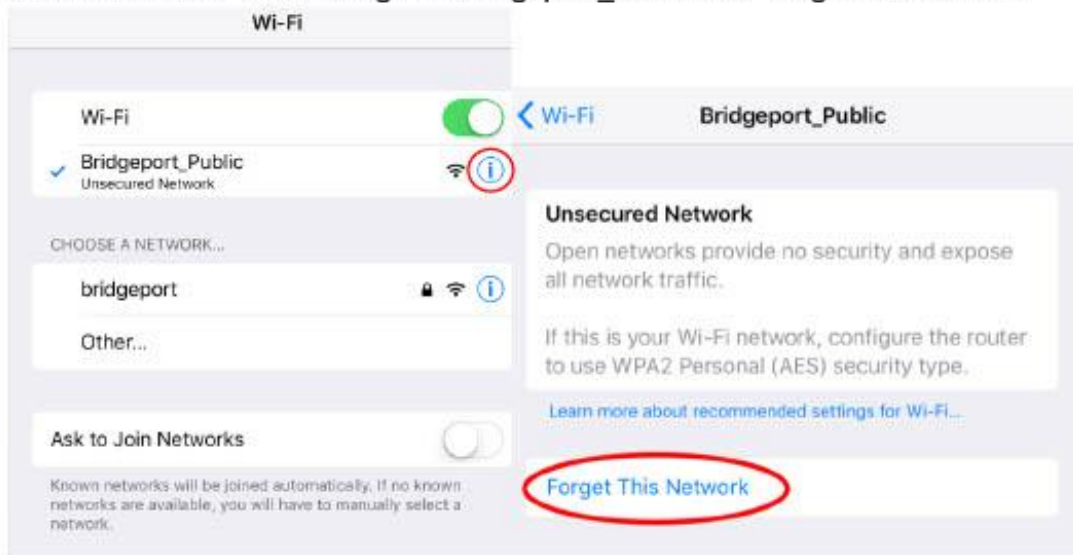 Wi-Fi
Wi-Fi
Bridgeport_Public
Unsecured Network
CHOOSE A NETWORK...
bridgeport
Other...
Ask to Join Networks
Known networks will be joined automatically. If no known
networks are available, you will have to manually select a
network.
Wi-Fi
Bridgeport_Public
Unsecured Network
Open networks provide no security and expose
all network traffic.
If this is your Wi-Fi network, configure the router
to use WPA2 Personal (AES) security type.
Learn more about recommended settings for Wi-Fi...
Forget This Network